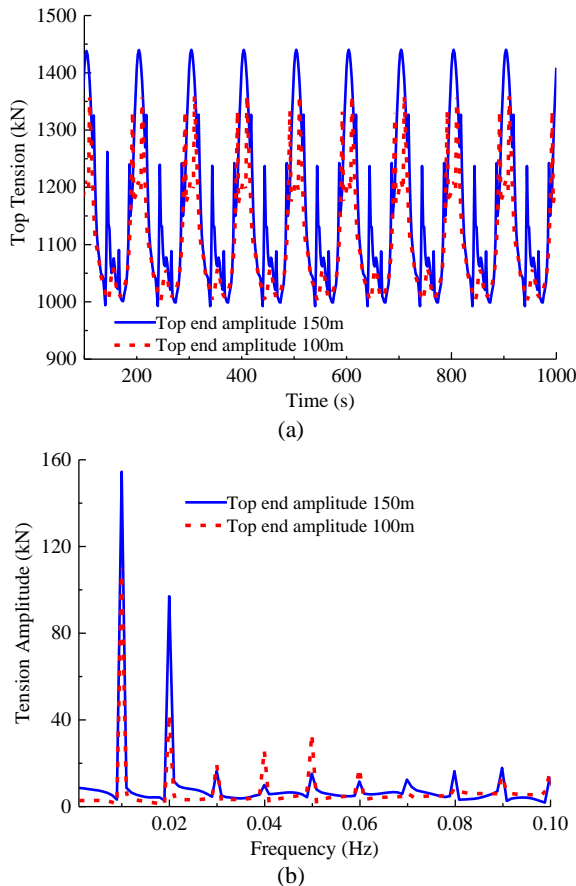 1500
1400
1300
1200
1100
1000
900
Top Tension (kN)
Top end amplitude 150m
Top end amplitude 100m
200 400 600 800 1000
Time (s)
(a)
160
120
80
40
0
Tension Amplitude (kN)
Top end amplitude 150m
Top end amplitude 100m
0.02 0.04 0.06 0.08 0.10
Frequency (Hz)
(b)